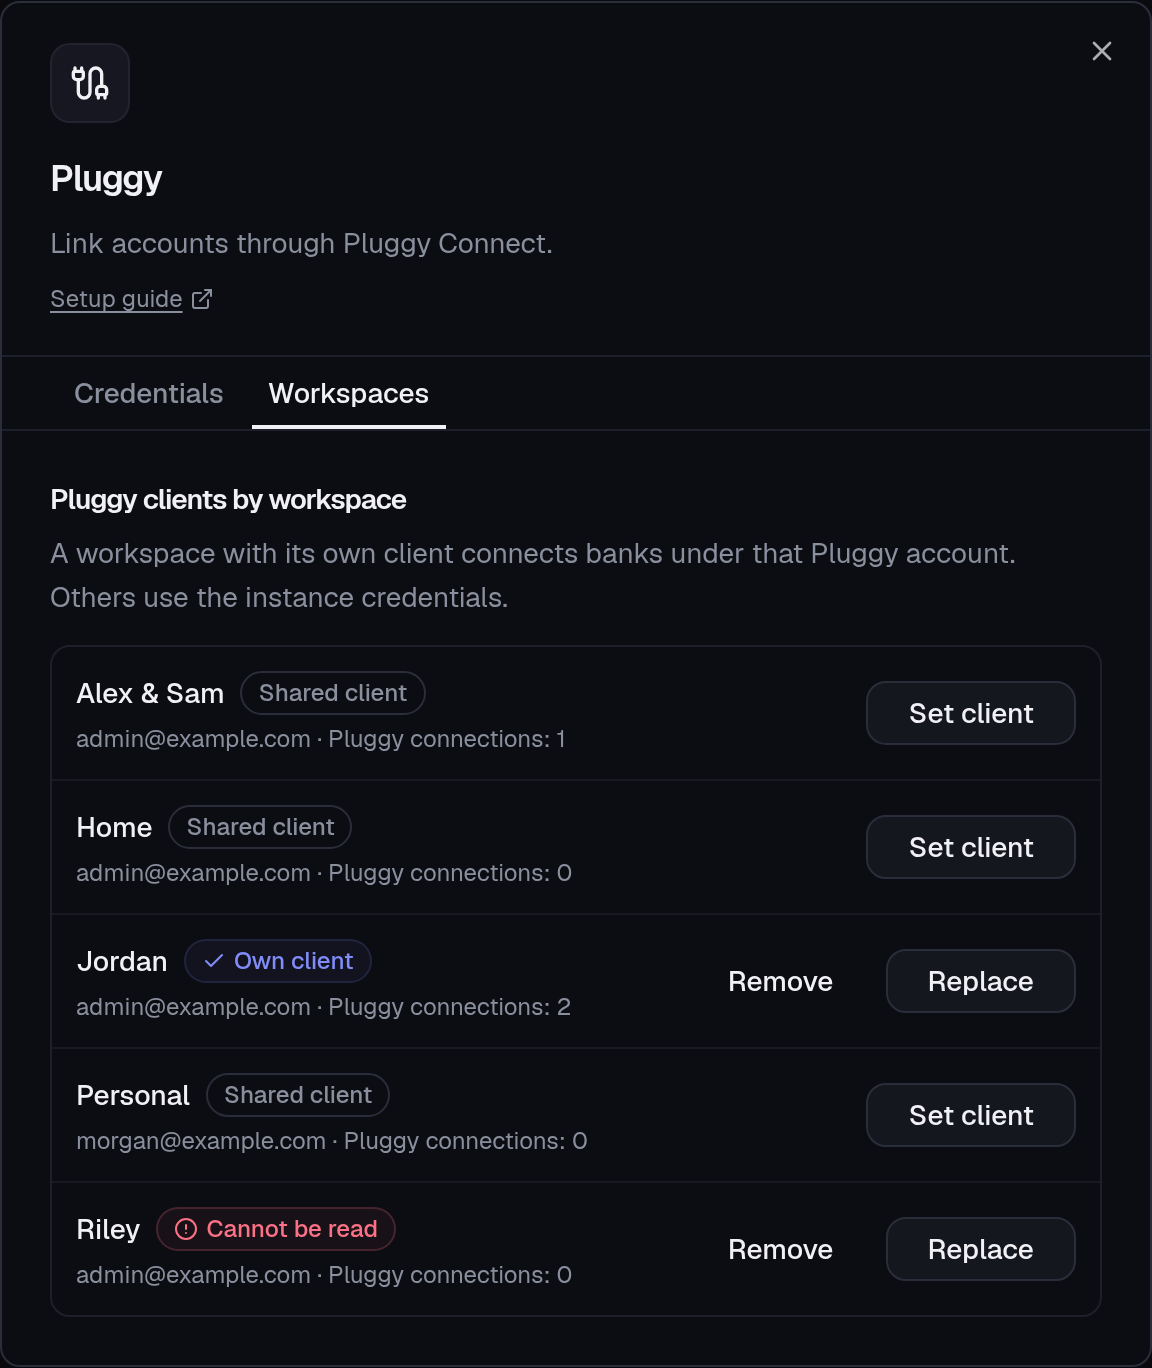 Pluggy
Link accounts through Pluggy Connect.
Setup guide
Credentials Workspaces
Pluggy clients by workspace
A workspace with its own client connects banks under that Pluggy account.
Others use the instance credentials.
Alex & Sam Shared client
admin@example.com · Pluggy connections: 1
Set client
Home Shared client
admin@example.com · Pluggy connections: 0
Set client
Jordan Own client
admin@example.com · Pluggy connections: 2
Remove Replace
Personal Shared client
morgan@example.com · Pluggy connections: 0
Set client
Riley Cannot be read
admin@example.com · Pluggy connections: 0
Remove Replace